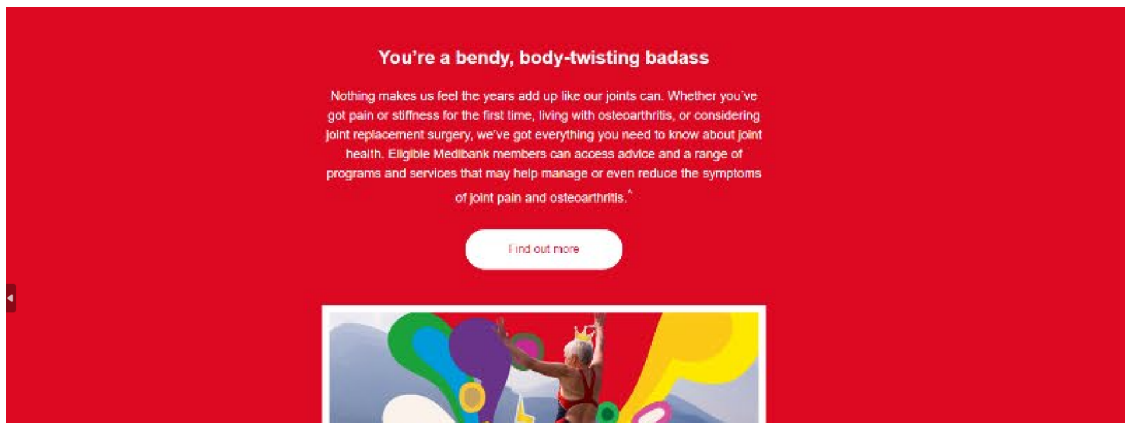 You're a bendy, body-twisting badass
Nothing makes us feel the years add up like our joints can. Whether you've
got pain or stiffness for the first time, living with osteoarthritis, or considering
joint replacement surgery, we've got everything you need to know about joint
health. Eligible Medibank members can access advice and a range of
programs and services that may help manage or even reduce the symptoms
of joint pain and osteoarthritis.^
Find out more